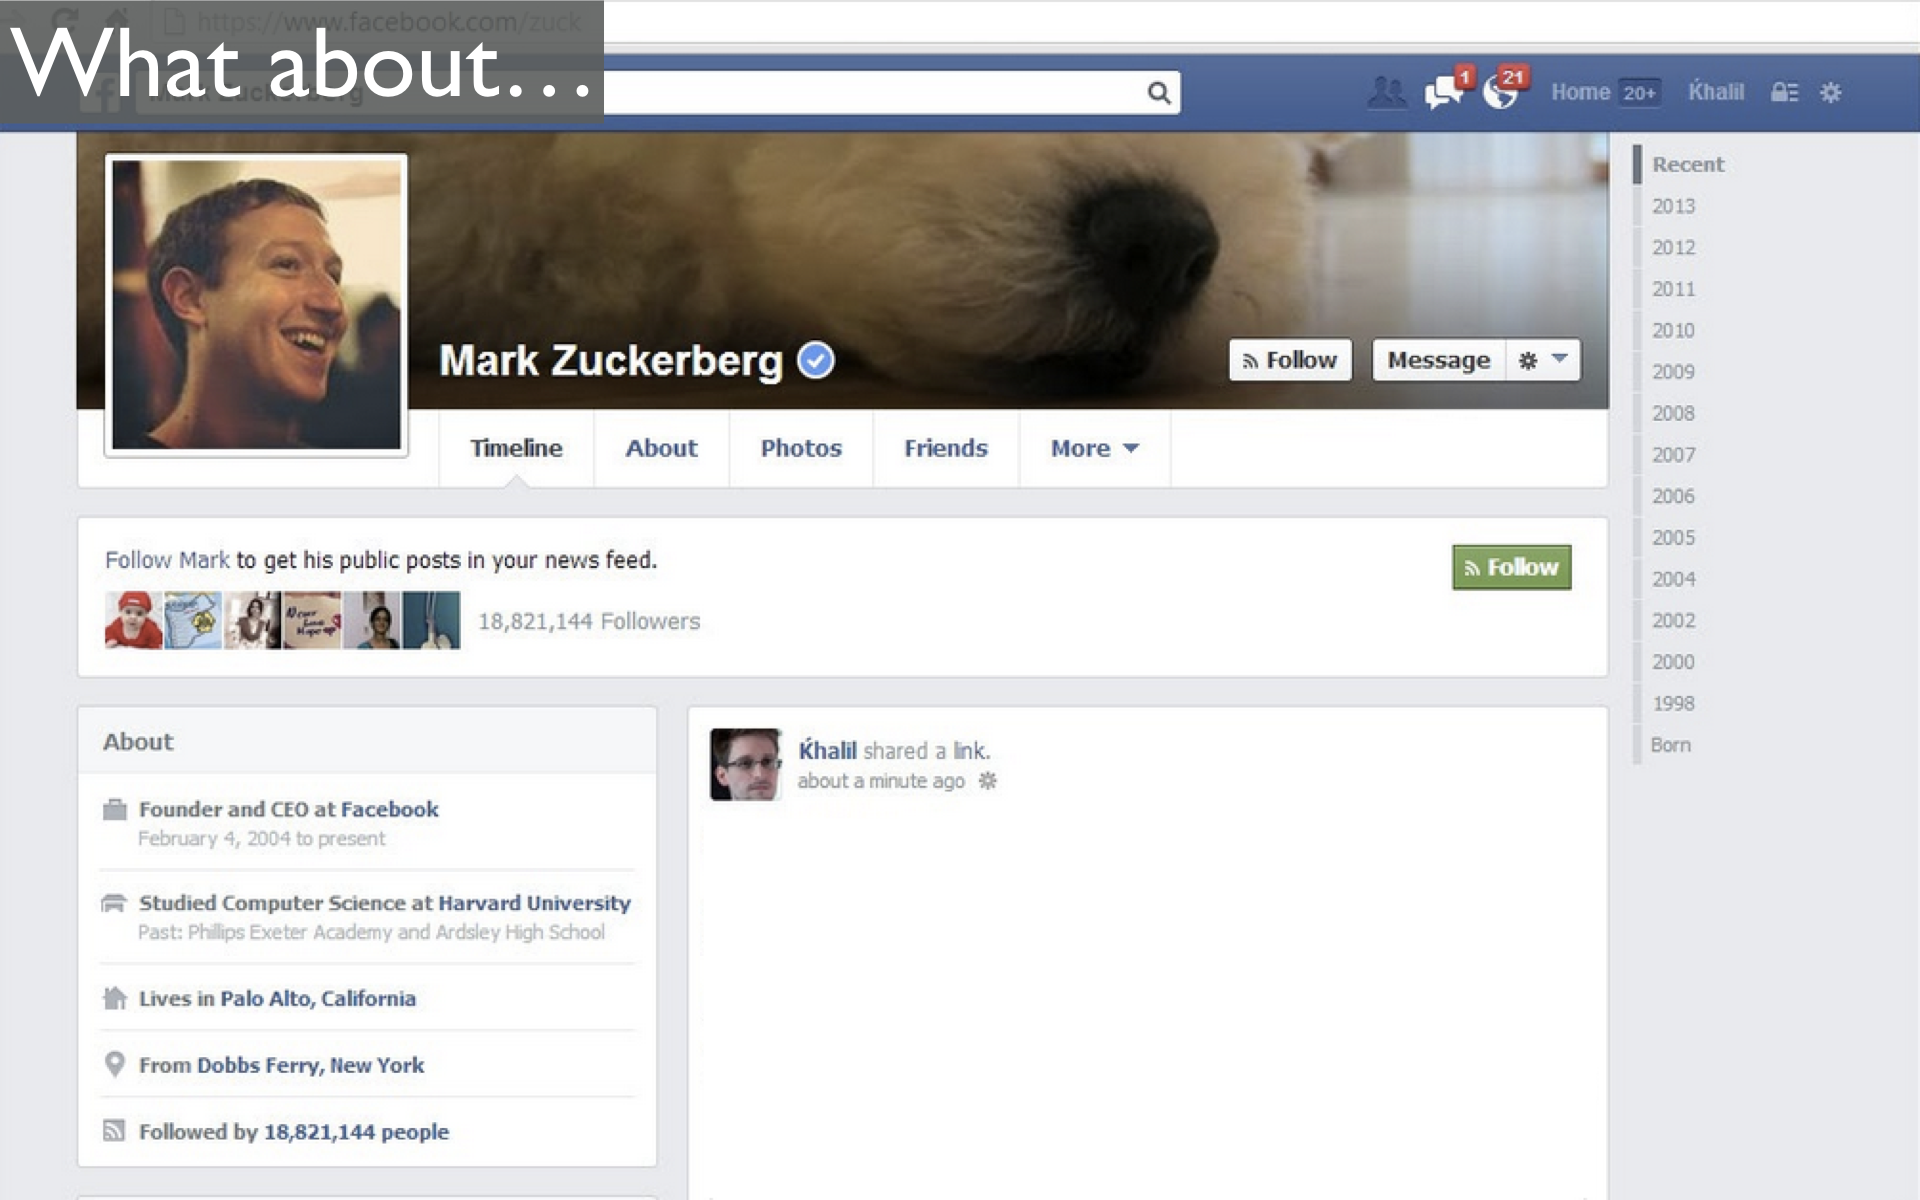 https://www.facebook.com/zuck
What about...
Mark Zuckerberg
1
21
Home 20+
Ḱhalil
Mark Zuckerberg
Follow
Message
Timeline
About
Photos
Friends
More
Follow Mark to get his public posts in your news feed.
Follow
18,821,144 Followers
About
Founder and CEO at Facebook
February 4, 2004 to present
Studied Computer Science at Harvard University
Past: Phillips Exeter Academy and Ardsley High School
Lives in Palo Alto, California
From Dobbs Ferry, New York
Followed by 18,821,144 people
Ḱhalil shared a link.
about a minute ago
Recent
2013
2012
2011
2010
2009
2008
2007
2006
2005
2004
2002
2000
1998
Born